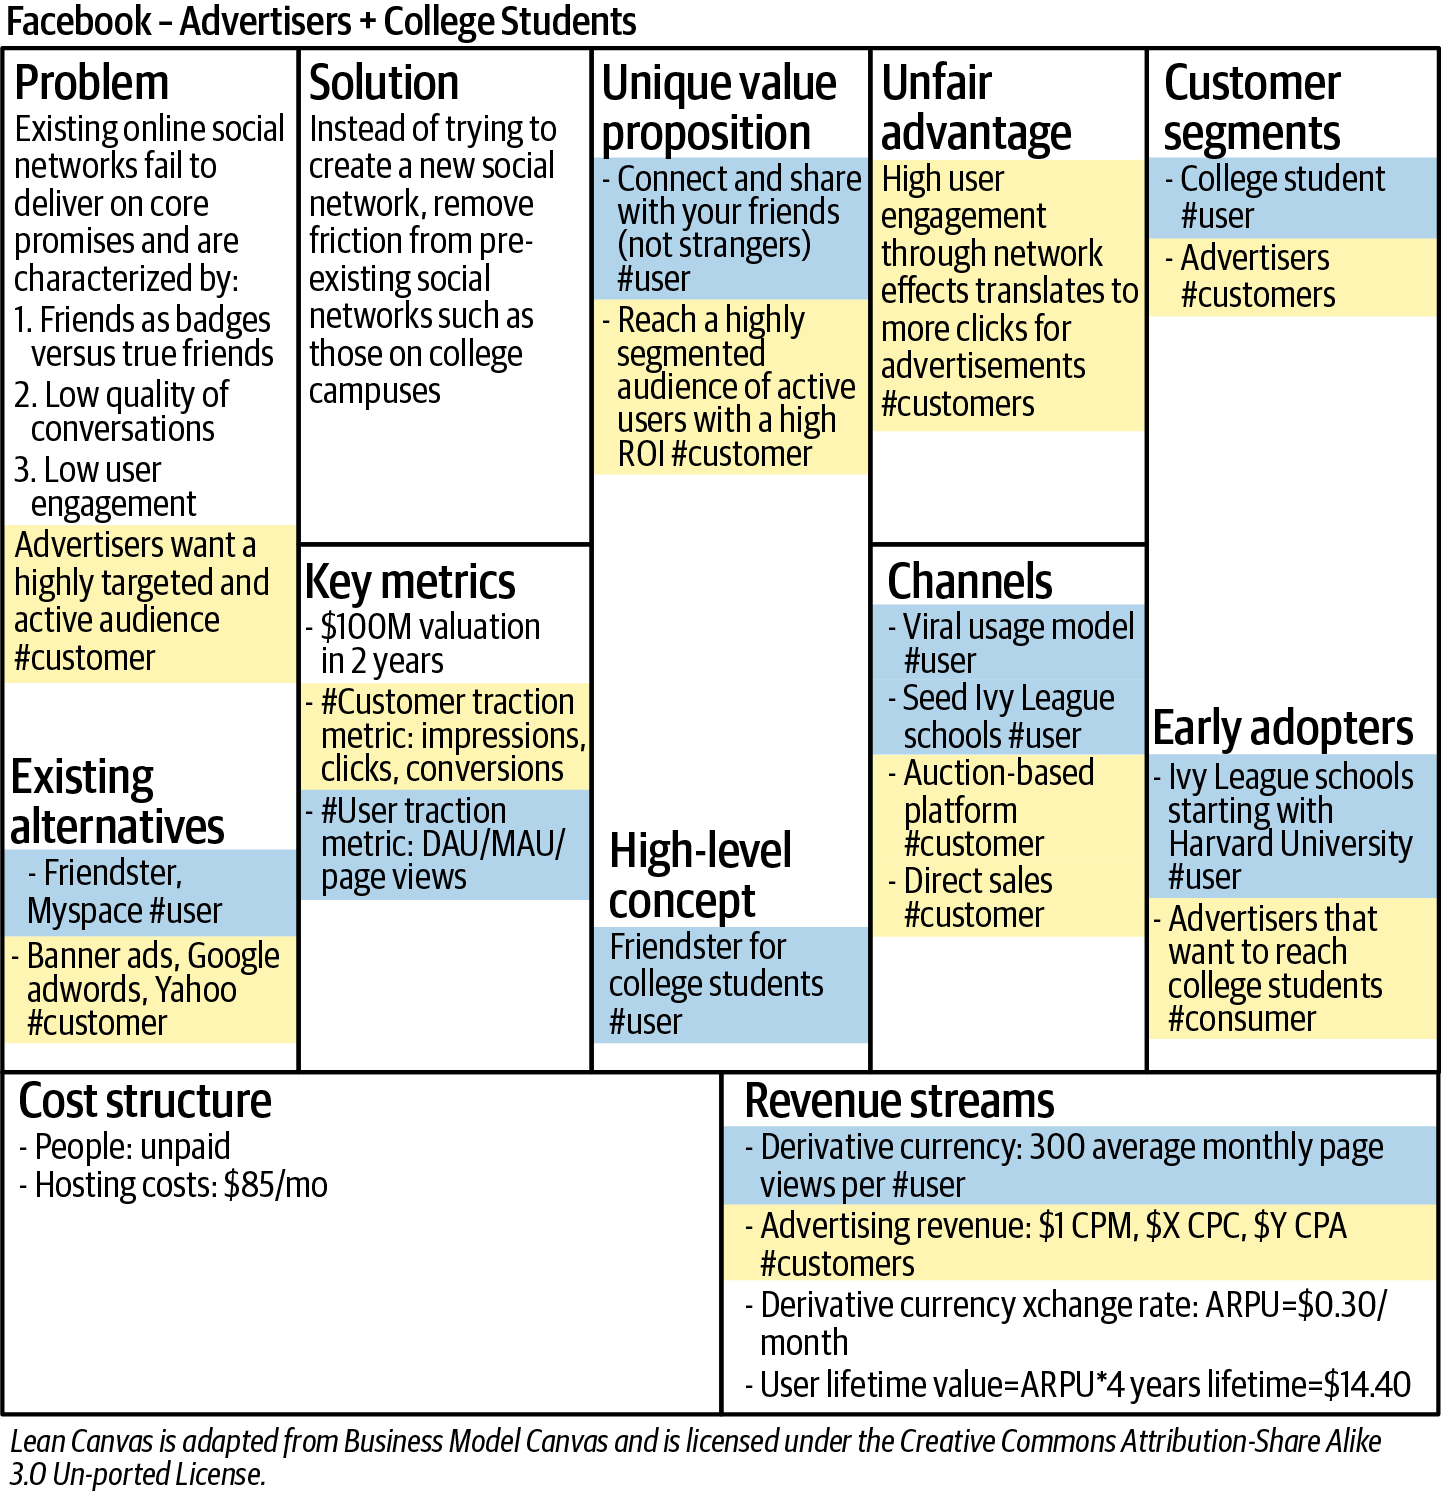 Facebook – Advertisers + College Students
Problem
Existing online social
networks fail to
deliver on core
promises and are
characterized by:
1. Friends as badges
versus true friends
2. Low quality of
conversations
3. Low user
engagement
Advertisers want a
highly targeted and
active audience
#customer
Existing
alternatives
- Friendster,
Myspace #user
- Banner ads, Google
adwords, Yahoo
#customer
Solution
Instead of trying to
create a new social
network, remove
friction from pre-
existing social
networks such as
those on college
campuses
Key metrics
- $100M valuation
in 2 years
- #Customer traction
metric: impressions,
clicks, conversions
- #User traction
metric: DAU/MAU/
page views
Unique value
proposition
- Connect and share
with your friends
(not strangers)
#user
- Reach a highly
segmented
audience of active
users with a high
ROI #customer
High-level
concept
Friendster for
college students
#user
Unfair
advantage
High user
engagement
through network
effects translates to
more clicks for
advertisements
#customers
Channels
- Viral usage model
#user
- Seed Ivy League
schools #user
- Auction-based
platform
#customer
- Direct sales
#customer
Customer
segments
- College student
#user
- Advertisers
#customers
Early adopters
- Ivy League schools
starting with
Harvard University
#user
- Advertisers that
want to reach
college students
#consumer
Cost structure
- People: unpaid
- Hosting costs: $85/mo
Revenue streams
- Derivative currency: 300 average monthly page
views per #user
- Advertising revenue: $1 CPM, $X CPC, $Y CPA
#customers
- Derivative currency xchange rate: ARPU=$0.30/
month
- User lifetime value=ARPU*4 years lifetime=$14.40
Lean Canvas is adapted from Business Model Canvas and is licensed under the Creative Commons Attribution-Share Alike
3.0 Un-ported License.